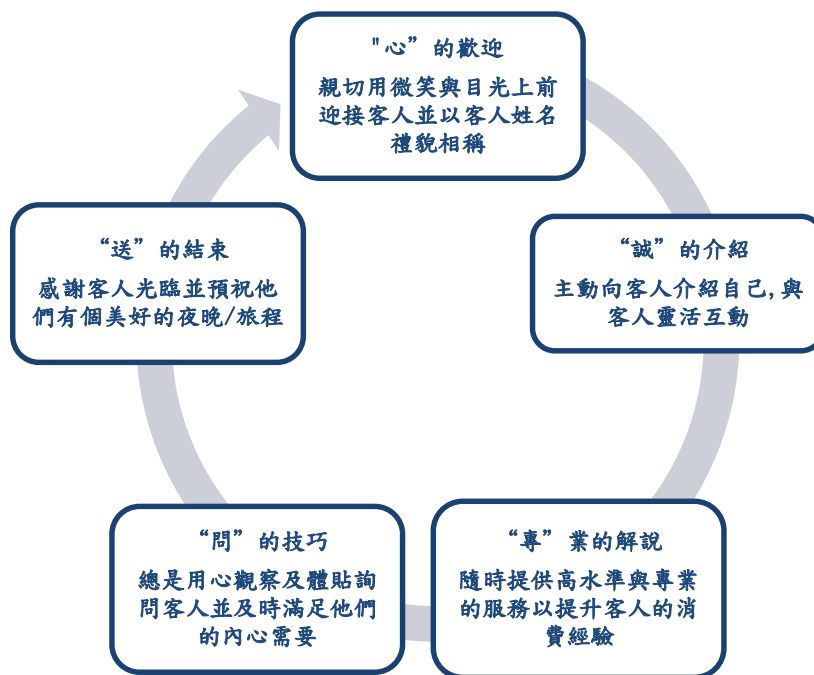 "心”的歡迎
親切用微笑與目光上前
迎接客人並以客人姓名
禮貌相稱
“誠”的介紹
主動向客人介紹自己,與
客人靈活互動
“專”業的解說
隨時提供高水準與專業
的服務以提升客人的消
費經驗
“問”的技巧
總是用心觀察及體貼詢
問客人並及時滿足他們
的內心需要
“送”的結束
感謝客人光臨並預祝他
們有個美好的夜晚/旅程